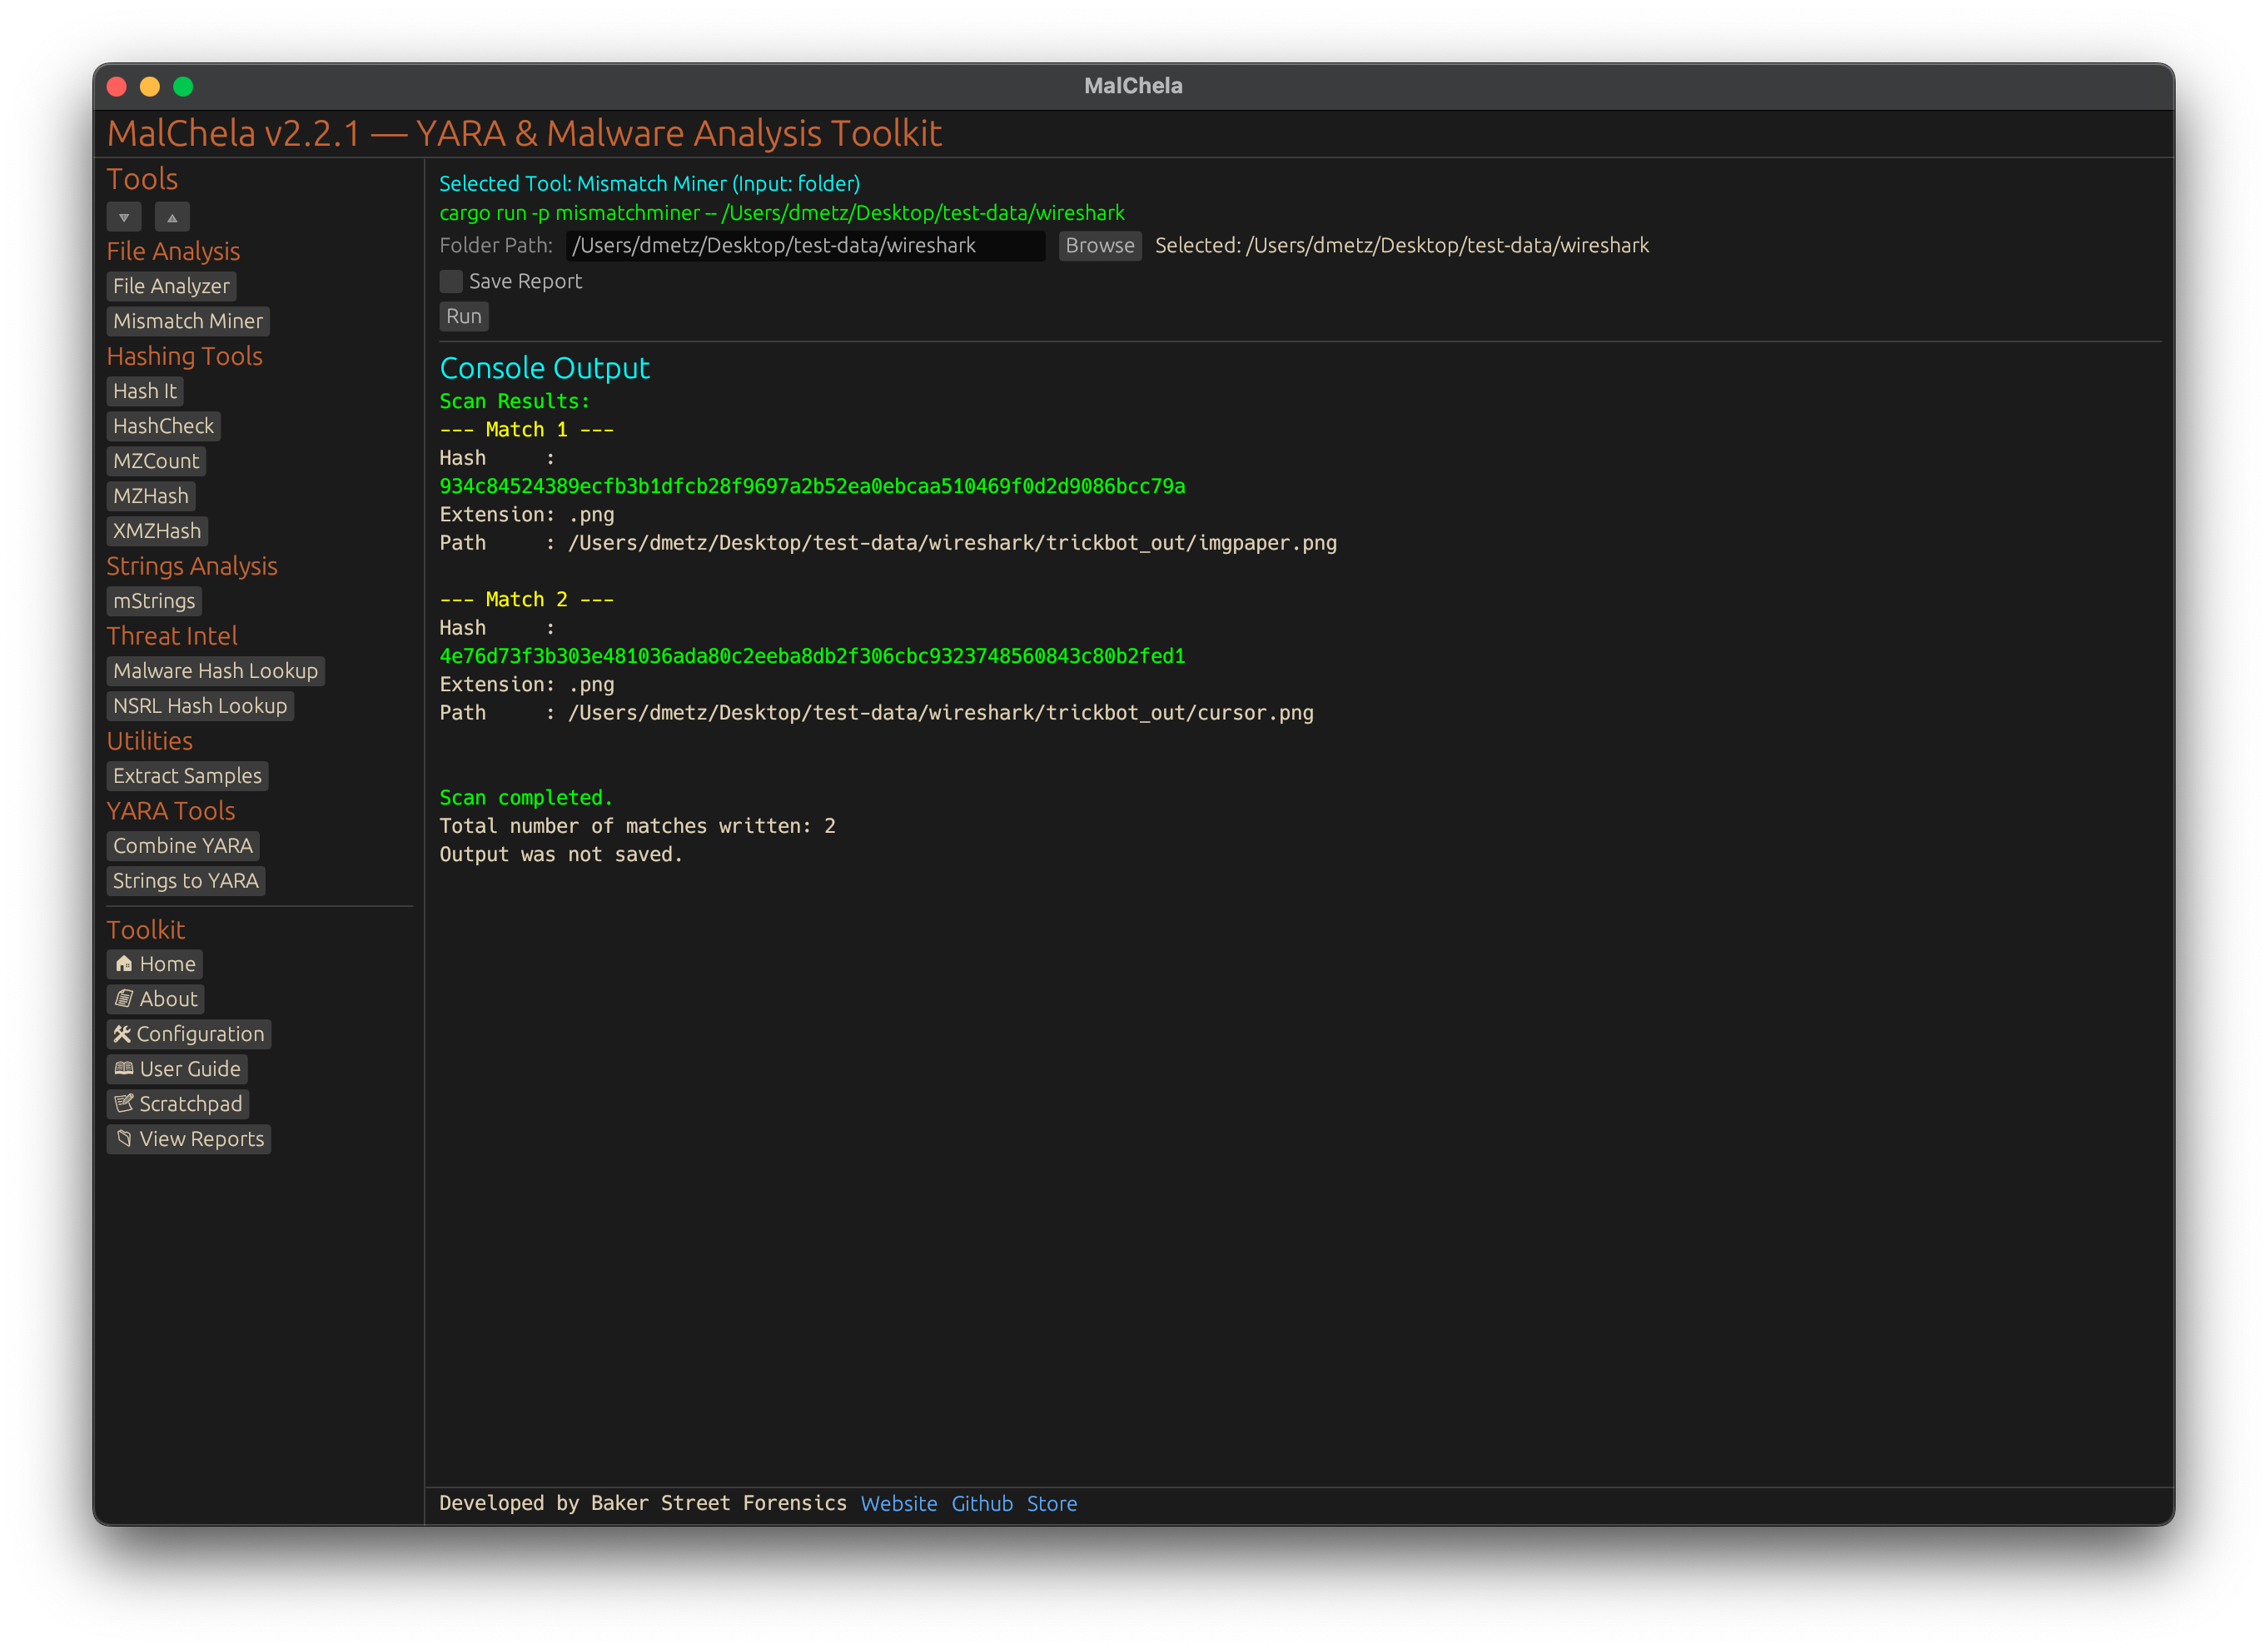 MalChela
MalChela v2.2.1 — YARA & Malware Analysis Toolkit
Tools
File Analysis
File Analyzer
Mismatch Miner
Hashing Tools
Hash It
HashCheck
MZCount
MZHash
XMZHash
Strings Analysis
mStrings
Threat Intel
Malware Hash Lookup
NSRL Hash Lookup
Utilities
Extract Samples
YARA Tools
Combine YARA
Strings to YARA
Toolkit
Home
About
Configuration
User Guide
Scratchpad
View Reports
Selected Tool: Mismatch Miner (Input: folder)
cargo run -p mismatchminer -- /Users/dmetz/Desktop/test-data/wireshark
Folder Path: /Users/dmetz/Desktop/test-data/wireshark Browse Selected: /Users/dmetz/Desktop/test-data/wireshark
Save Report
Run
Console Output
Scan Results:
--- Match 1 ---
Hash     :
934c84524389ecfb3b1dfcb28f9697a2b52ea0ebcaa510469f0d2d9086bcc79a
Extension: .png
Path     : /Users/dmetz/Desktop/test-data/wireshark/trickbot_out/imgpaper.png
--- Match 2 ---
Hash     :
4e76d73f3b303e481036ada80c2eeba8db2f306cbc9323748560843c80b2fed1
Extension: .png
Path     : /Users/dmetz/Desktop/test-data/wireshark/trickbot_out/cursor.png
Scan completed.
Total number of matches written: 2
Output was not saved.
Developed by Baker Street Forensics Website Github Store